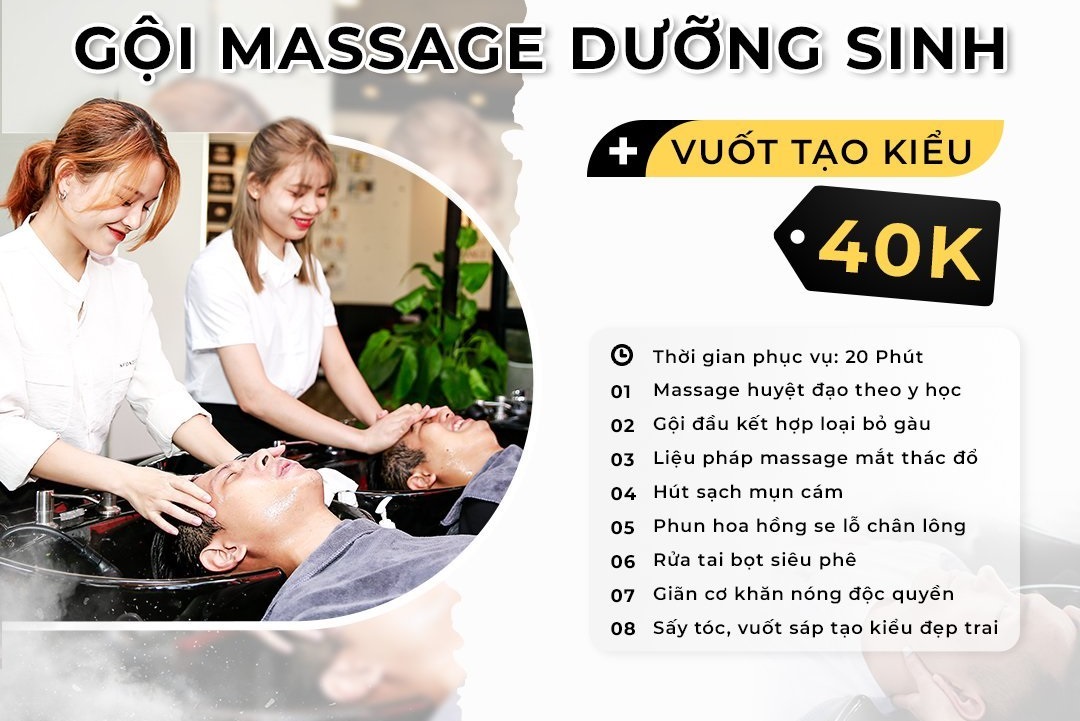 GỘI MASSAGE DƯỠNG SINH
+ VUỐT TẠO KIỂU
40K
Thời gian phục vụ: 20 Phút
01 Massage huyệt đạo theo y học
02 Gội đầu kết hợp loại bỏ gàu
03 Liệu pháp massage mắt thác đổ
04 Hút sạch mụn cám
05 Phun hoa hồng se lỗ chân lông
06 Rửa tai bọt siêu phê
07 Giãn cơ khăn nóng độc quyền
08 Sấy tóc, vuốt sáp tạo kiểu đẹp trai